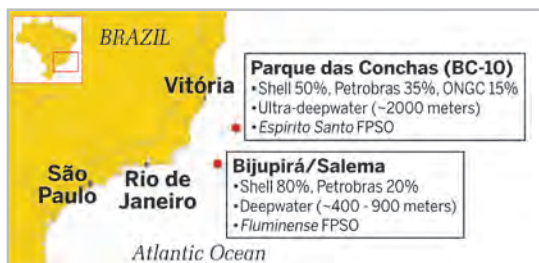 BRAZIL
Vitória
Parque das Conchas (BC-10)
•Shell 50%, Petrobras 35%, ONGC 15%
•Ultra-deepwater (~2000 meters)
•Espírito Santo FPSO
Bijupirá/Salema
•Shell 80%, Petrobras 20%
•Deepwater (~400 - 900 meters)
•Fluminense FPSO
São
Paulo
Rio de
Janeiro
Atlantic Ocean